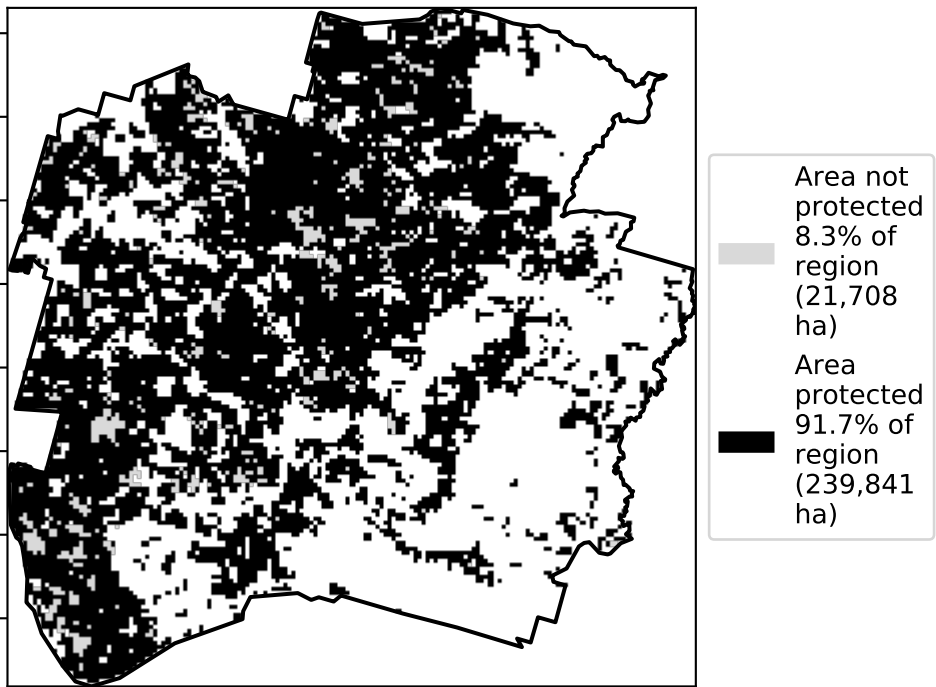 Area not
protected
8.3% of
region
(21,708
ha)
Area
protected
91.7% of
region
(239,841
ha)